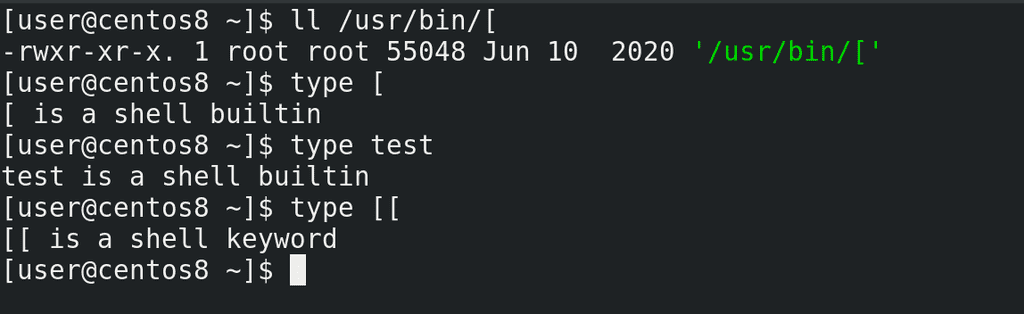 [user@centos8 ~]$ ll /usr/bin/[
-rwxr-xr-x. 1 root root 55048 Jun 10  2020 '/usr/bin/['
[user@centos8 ~]$ type [
[ is a shell builtin
[user@centos8 ~]$ type test
test is a shell builtin
[user@centos8 ~]$ type [[
[[ is a shell keyword
[user@centos8 ~]$